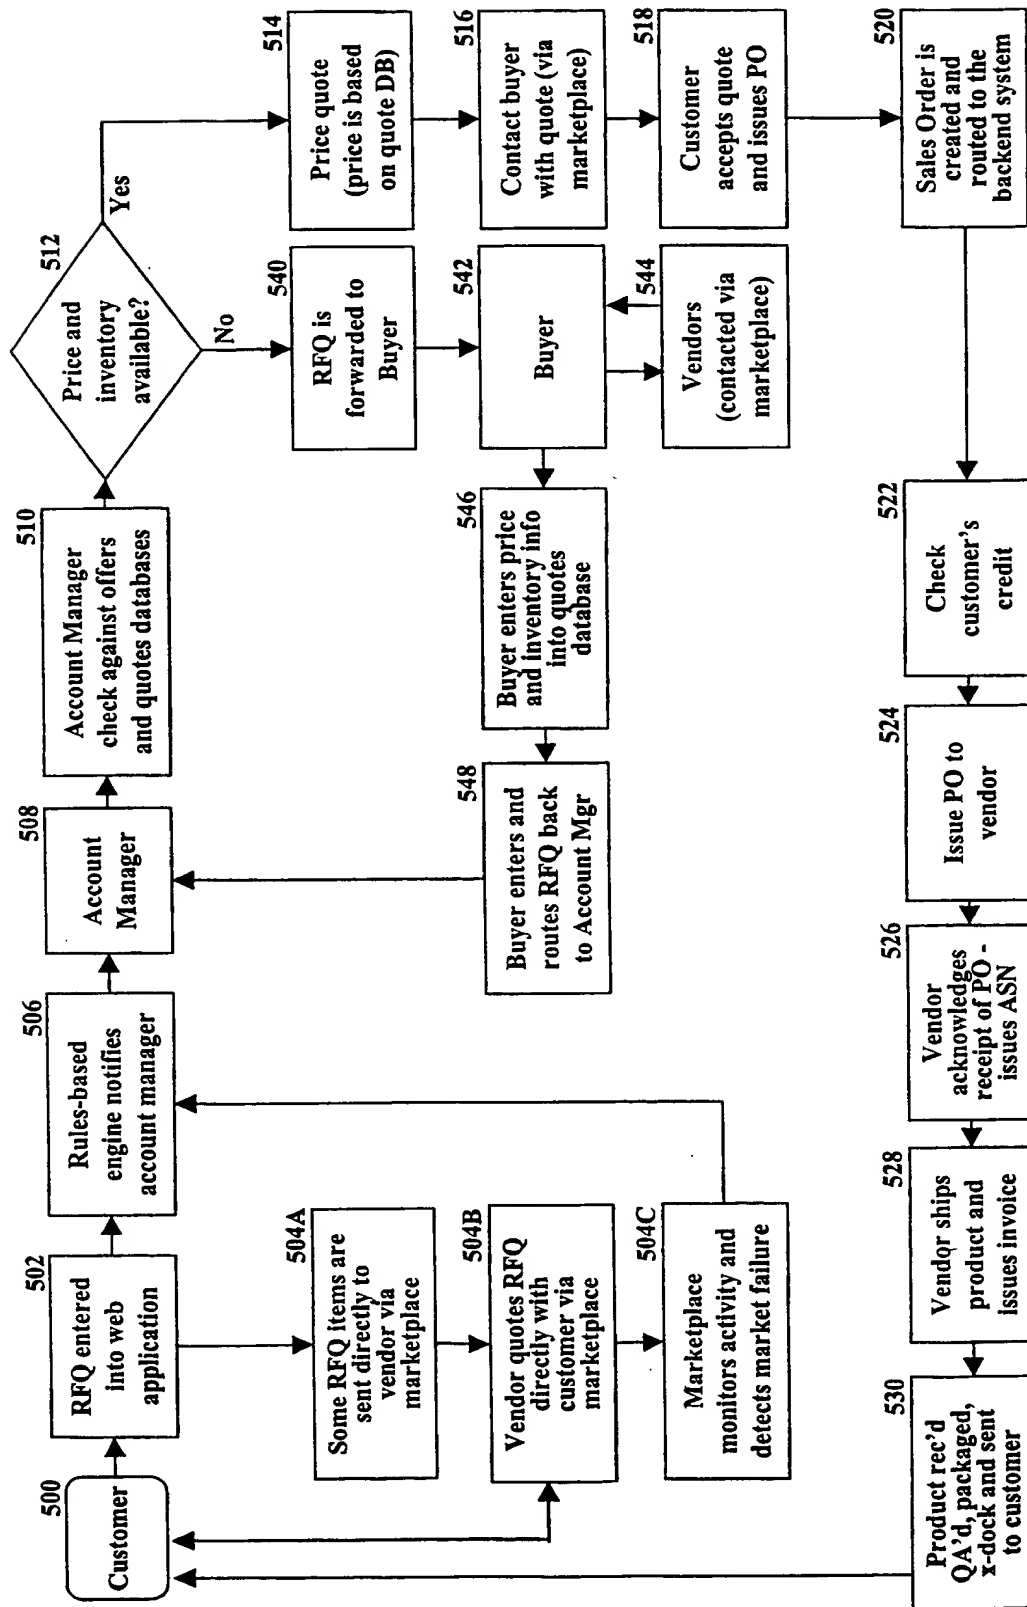 500
Customer
502
RFQ entered
into web
application
504A
Some RFQ items are
sent directly to
vendor via
marketplace
504B
Vendor quotes RFQ
directly with
customer via
marketplace
504C
Marketplace
monitors activity and
detects market failure
506
Rules-based
engine notifies
account manager
508
Account
Manager
510
Account Manager
check against offers
and quotes databases
512
Price and
inventory
available?
Yes
No
514
Price quote
(price is based
on quote DB)
516
Contact buyer
with quote (via
marketplace)
518
Customer
accepts quote
and issues PO
520
Sales Order is
created and
routed to the
backend system
540
RFQ is
forwarded to
Buyer
542
Buyer
544
Vendors
(contacted via
marketplace)
546
Buyer enters price
and inventory info
into quotes
database
548
Buyer enters and
routes RFQ back
to Account Mgr
522
Check
customer's
credit
524
Issue PO to
vendor
526
Vendor
acknowledges
receipt of PO -
issues ASN
528
Vendor ships
product and
issues invoice
530
Product rec'd
QA'd, packaged,
x-dock and sent
to customer